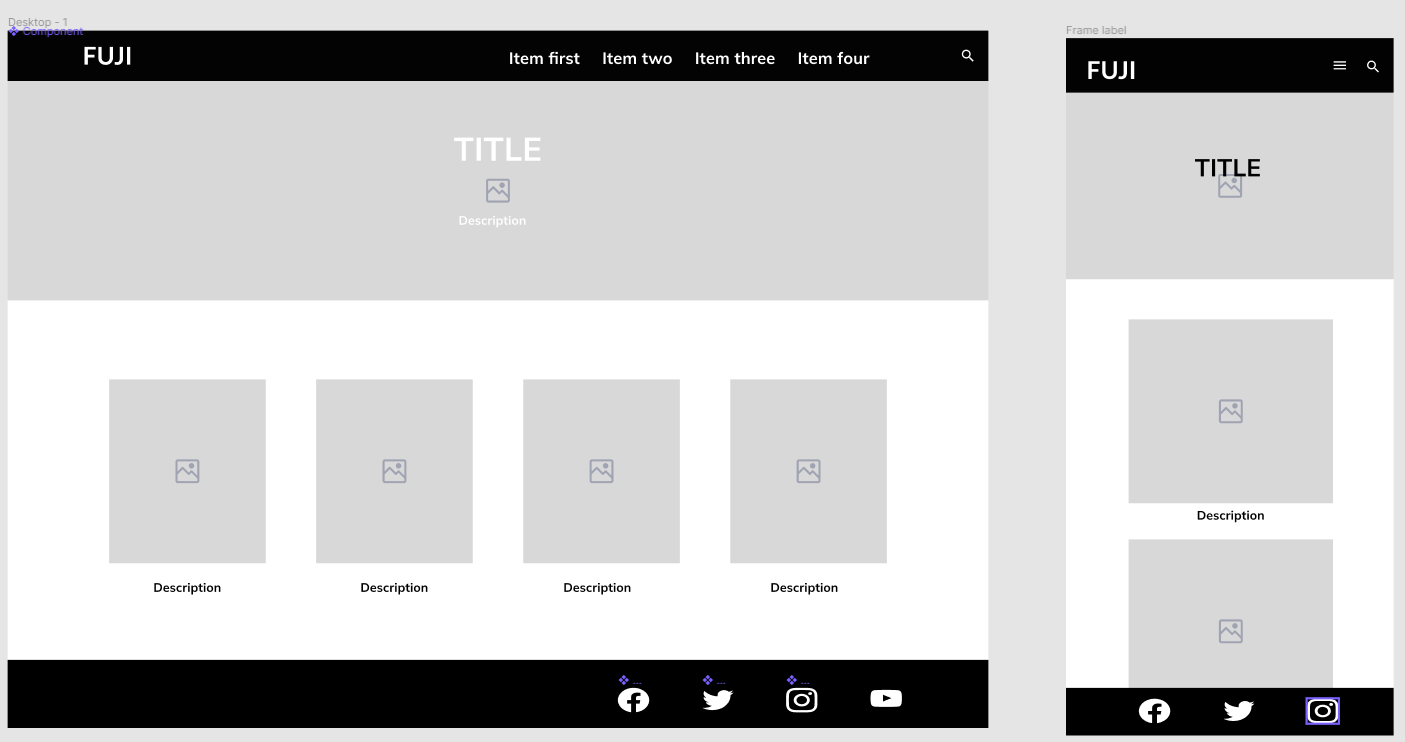 Desktop - 1
Component
FUJI
Item first Item two Item three Item four
TITLE
Description
Description Description Description Description
Frame label
FUJI
TITLE
Description